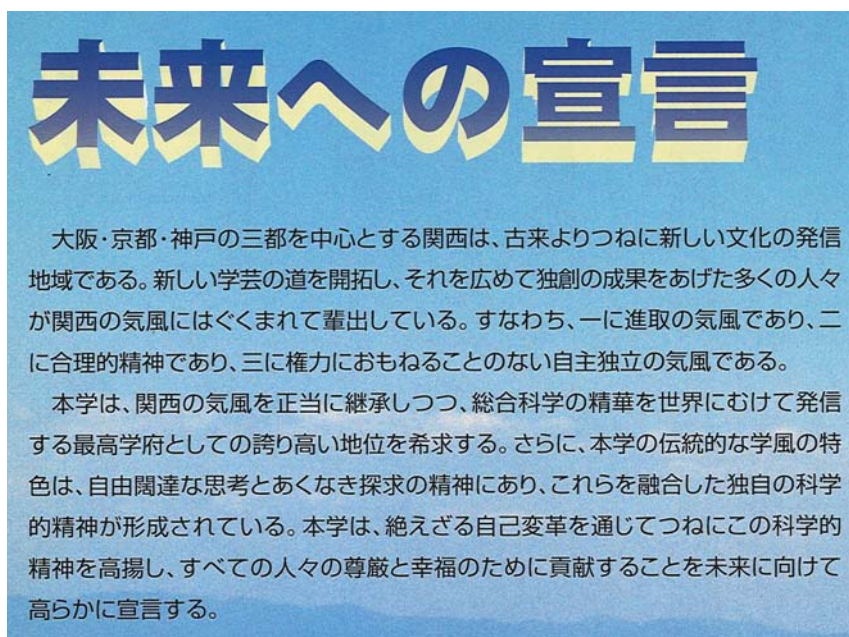 未来への宣言
大阪・京都・神戸の三都を中心とする関西は、古来よりつねに新しい文化の発信
地域である。新しい学芸の道を開拓し、それを広めて独創の成果をあげた多くの人々
が関西の気風にはぐくまれて輩出している。すなわち、一に進取の気風であり、二
に合理的精神であり、三に権力におもねることのない自主独立の気風である。
本学は、関西の気風を正当に継承しつつ、総合科学の精華を世界にむけて発信
する最高学府としての誇り高い地位を希求する。さらに、本学の伝統的な学風の特
色は、自由闊達な思考とあくなき探求の精神にあり、これらを融合した独自の科学
的精神が形成されている。本学は、絶えざる自己変革を通じてつねにこの科学的
精神を高揚し、すべての人々の尊厳と幸福のために貢献することを未来に向けて
高らかに宣言する。